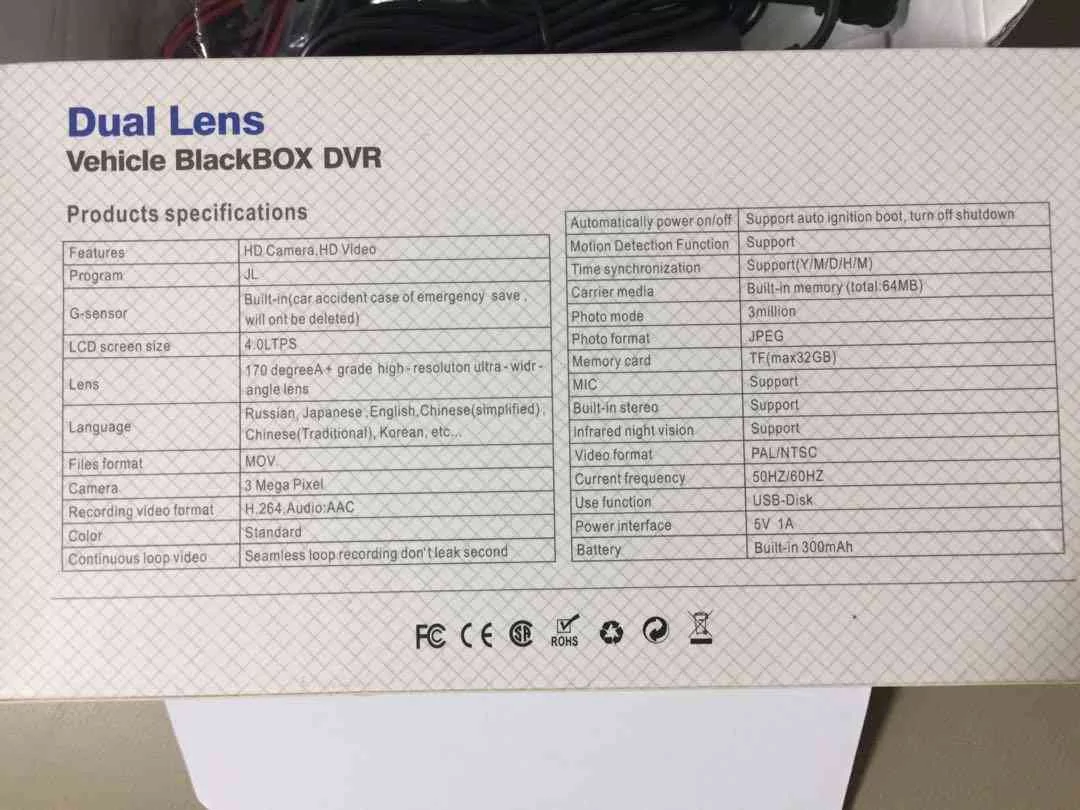 Dual Lens
Vehicle BlackBOX DVR
Products specifications
Features HD Camera,HD Video
Program JL
G-sensor Built-in(car accident case of emergency save ,
will ont be deleted)
LCD screen size 4.0LTPS
Lens 170 degreeA+ grade high-resoluton ultra-widr-
angle lens
Language Russian, Japanese ,English,Chinese(simplified),
Chinese(Traditional), Korean, etc...
Files format MOV.
Camera 3 Mega Pixel
Recording video format H.264,Audio:AAC
Color Standard
Continuous loop video Seamless loop recording don't leak second
Automatically power on/off Support auto ignition boot, turn off shutdown
Motion Detection Function Support
Time synchronization Support(Y/M/D/H/M)
Carrier media Built-in memory (total:64MB)
Photo mode 3million
Photo format JPEG
Memory card TF(max32GB)
MIC Support
Built-in stereo Support
Infrared night vision Support
Video format PAL/NTSC
Current frequency 50HZ/60HZ
Use function USB-Disk
Power interface 5V 1A
Battery Built-in 300mAh
FC CE SA ROHS